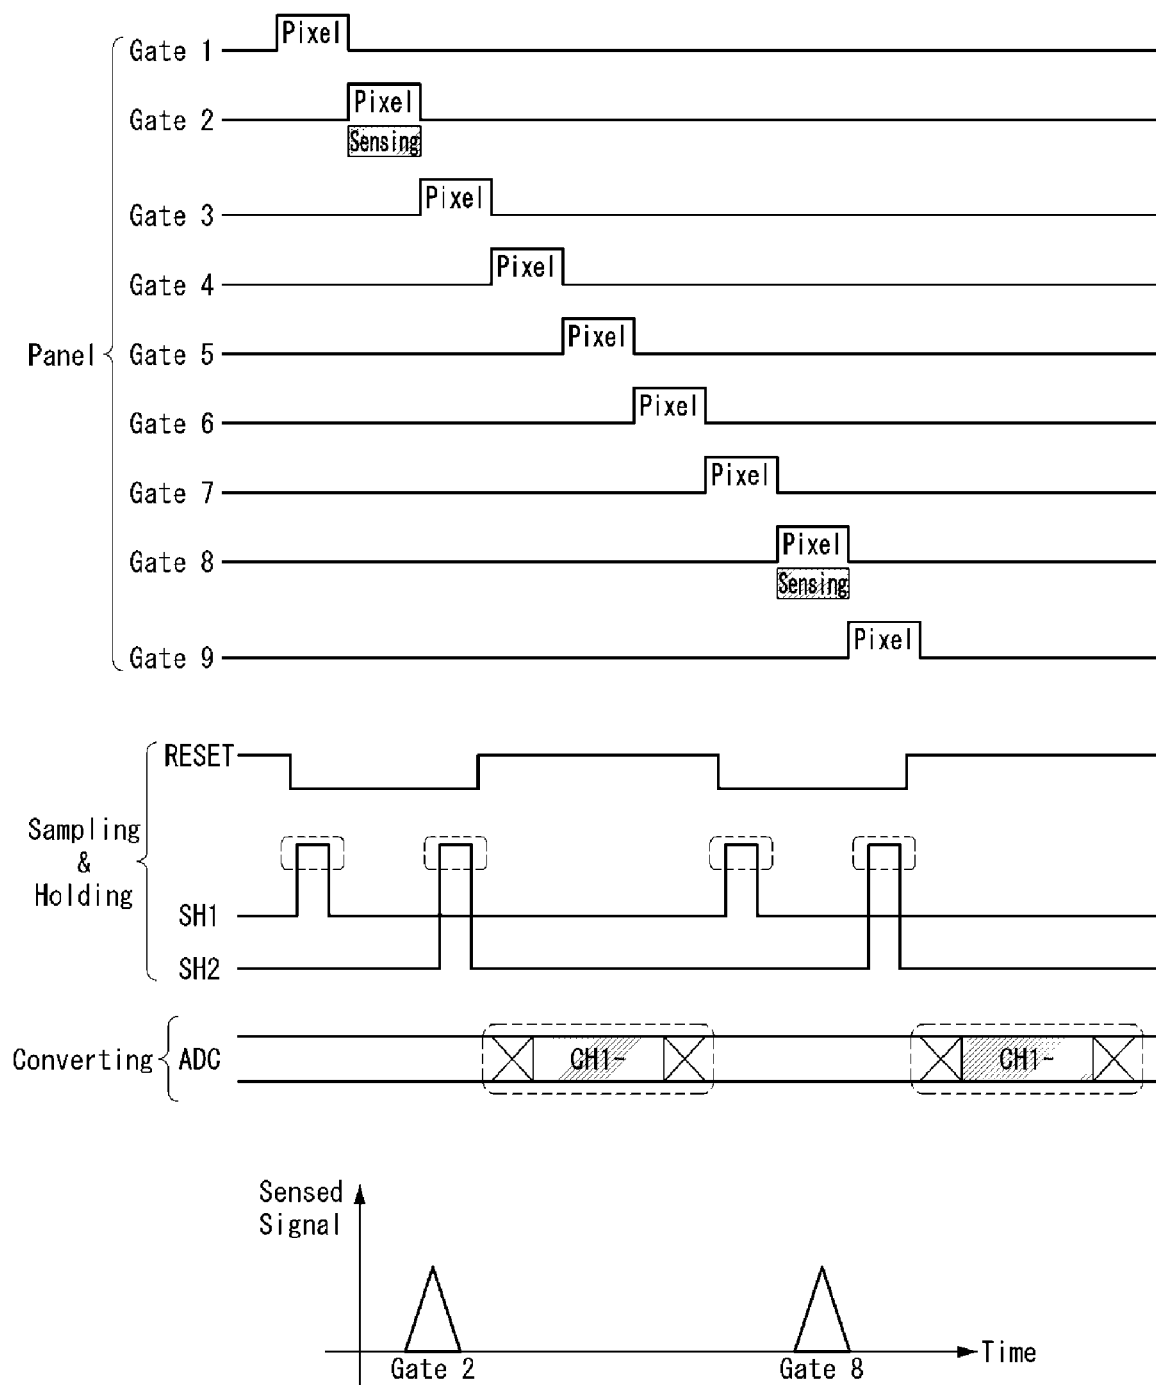 Pixel
Gate 1
Pixel
Gate 2
Sensing
Pixel
Gate 3
Pixel
Gate 4
Pixel
Panel
Gate 5
Pixel
Gate 6
Pixel
Gate 7
Pixel
Gate 8
Sensing
Pixel
Gate 9
RESET
Sampling
&
Holding
SH1
SH2
Converting
ADC
CH1-
CH1-
Sensed
Signal
Time
Gate 2
Gate 8